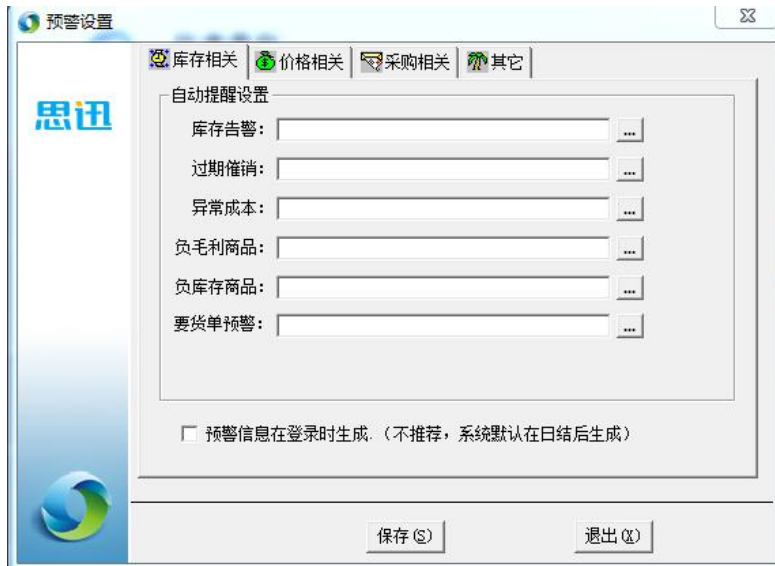 预警设置
思迅
库存相关 价格相关 采购相关 其它
自动提醒设置
库存告警: ...
过期催销: ...
异常成本: ...
负毛利商品: ...
负库存商品: ...
要货单预警: ...
预警信息在登录时生成.（不推荐，系统默认在日结后生成）
保存(S) 退出(X)